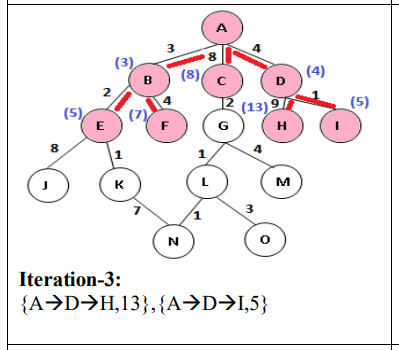 A
3
8
4
(3)
B
(8)
C
D
(4)
2
4
2
(13)
9
1
(5)
(5)
E
(7)
F
G
H
I
8
1
1
4
J
K
L
M
7
1
3
N
O
Iteration-3:
{A→D→H,13},{A→D→I,5}